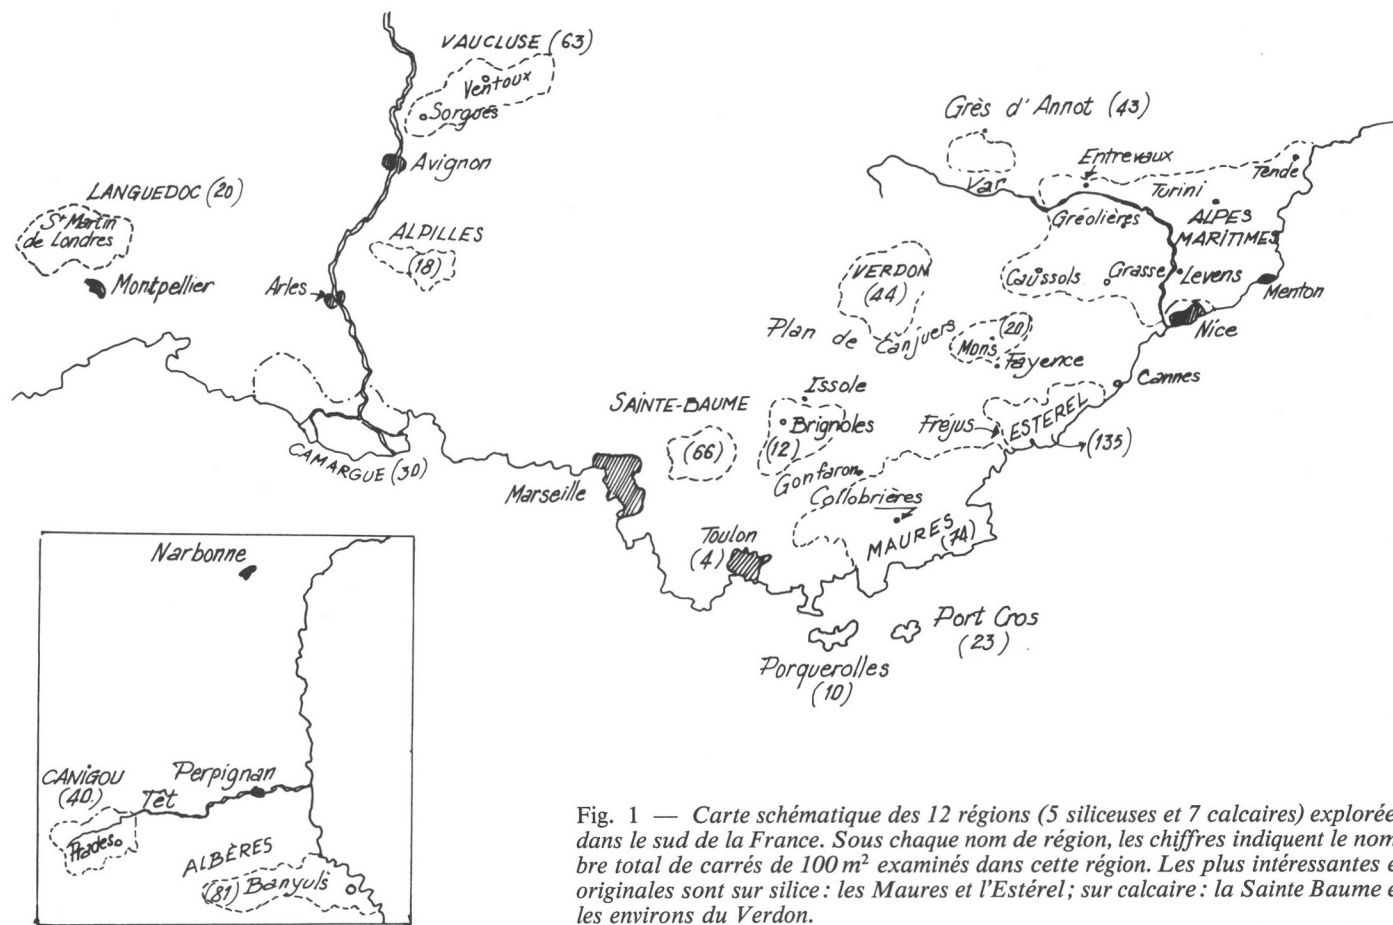 VAUCLUSE (63)
Ventoux
Sorgues
Avignon
LANGUEDOC (20)
St Martin
de Londres
Montpellier
ALPILLES
(18)
Arles
CAMARGUE (30)
Grès d'Annot (43)
Entrevaux
Var
Turini
Tende
Gréolières
ALPES
MARITIMES
VERDON
(44)
Caussols
Grasse
Levens
Menton
Nice
Plan de Canjuers
(20)
Mons
Fayence
Cannes
Issole
SAINTE-BAUME
(66)
Brignoles
(12)
Fréjus
ESTEREL
(135)
Gonfaron
Collobrières
MAURES
(74)
Marseille
Toulon
(4)
Port Cros
(23)
Porquerolles
(10)
Narbonne
CANIGOU
(40.)
Têt
Perpignan
Prades
ALBÈRES
(81) Banyuls
Fig. 1 — Carte schématique des 12 régions (5 siliceuses et 7 calcaires) explorée
dans le sud de la France. Sous chaque nom de région, les chiffres indiquent le nom
bre total de carrés de 100 m² examinés dans cette région. Les plus intéressantes e
originales sont sur silice : les Maures et l'Estérel ; sur calcaire : la Sainte Baume e
les environs du Verdon.